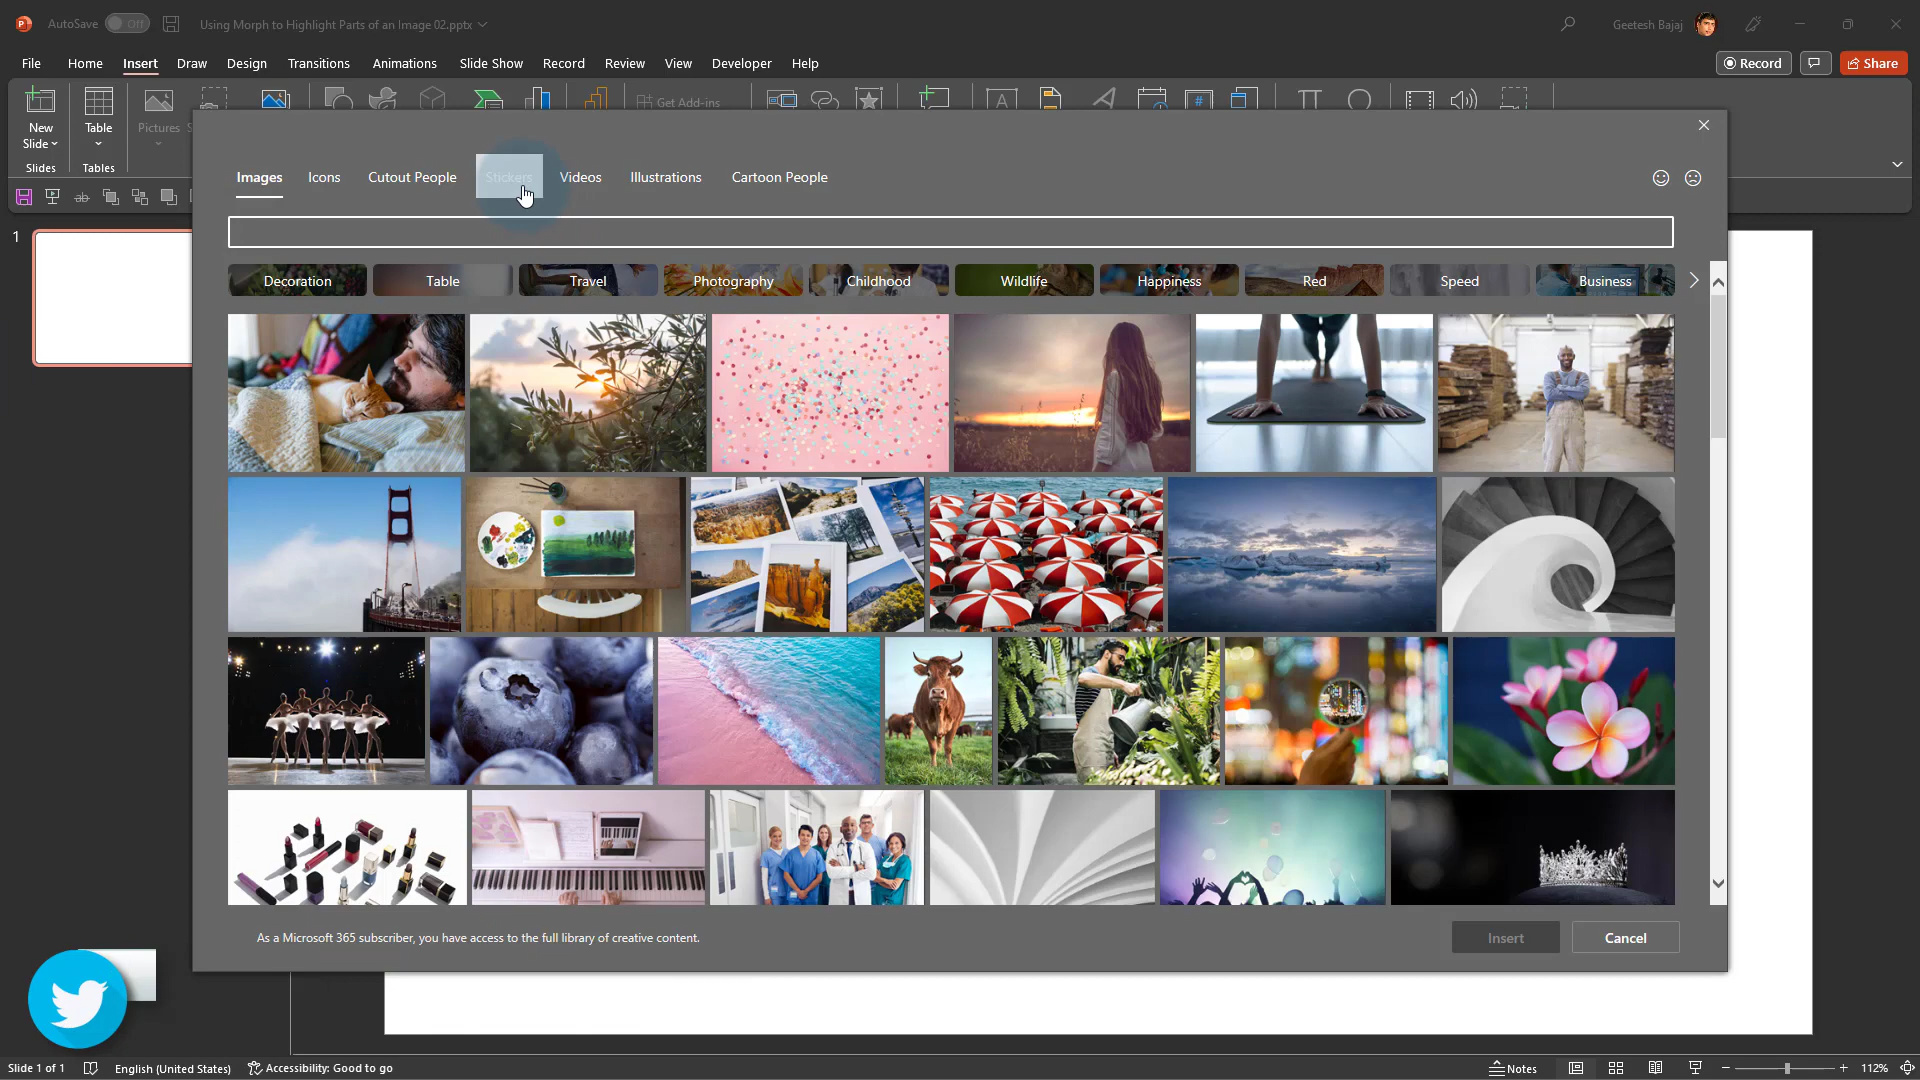 AutoSave Off Using Morph to Highlight Parts of an Image 02.pptx Geetesh Bajaj
File Home Insert Draw Design Transitions Animations Slide Show Record Review View Developer Help Record Share
New Slide
Table
Pictures
Get Add-ins
Slides
Tables
Images Icons Cutout People Stickers Videos Illustrations Cartoon People
ab
1
Decoration Table Travel Photography Childhood Wildlife Happiness Red Speed Business
As a Microsoft 365 subscriber, you have access to the full library of creative content.
Insert Cancel
Slide 1 of 1 English (United States) Accessibility: Good to go Notes 112%